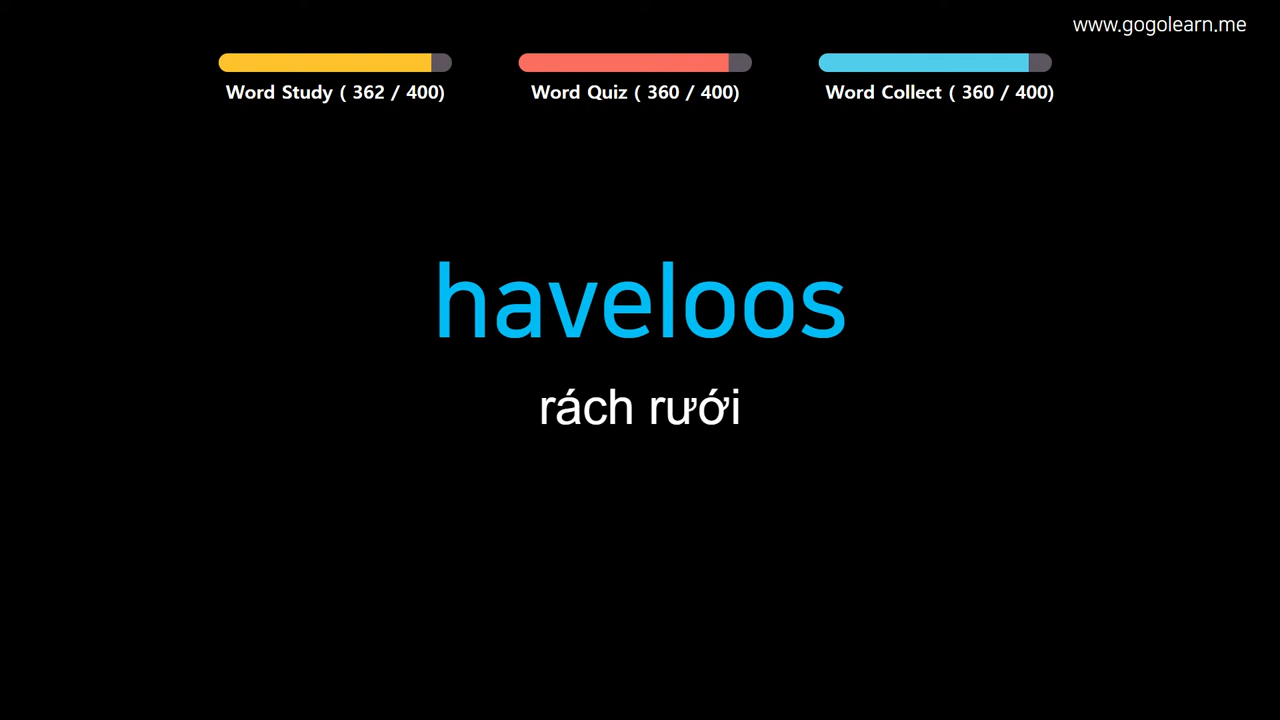 www.gogolearn.me
Word Study ( 362 / 400)
Word Quiz ( 360 / 400)
Word Collect ( 360 / 400)
haveloos
rách rưới